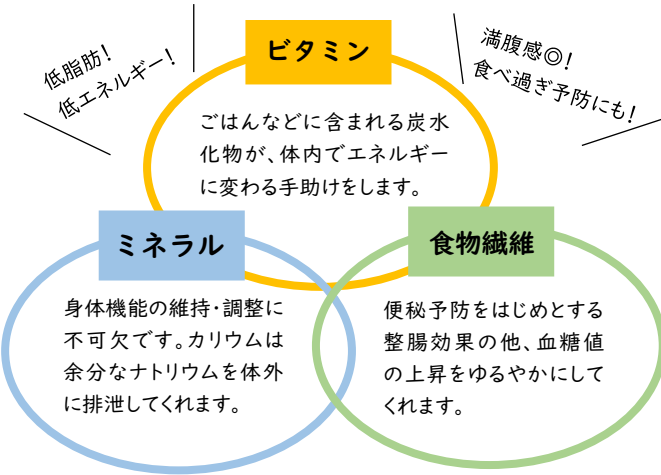 低脂肪！
低エネルギー！
ビタミン
満腹感◎！
食べ過ぎ予防にも！
ごはんなどに含まれる炭水
化物が、体内でエネルギー
に変わる手助けをします。
ミネラル
身体機能の維持・調整に
不可欠です。カリウムは
余分なナトリウムを体外
に排泄してくれます。
食物繊維
便秘予防をはじめとする
整腸効果の他、血糖値
の上昇をゆるやかにして
くれます。